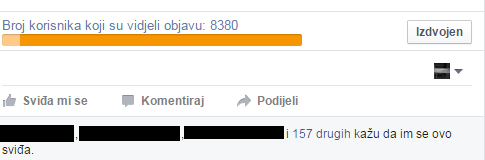 Broj korisnika koji su vidjeli objavu: 8380
Izdvojen
Sviđa mi se Komentiraj Podijeli
, , i 157 drugih kažu da im se ovo
sviđa.